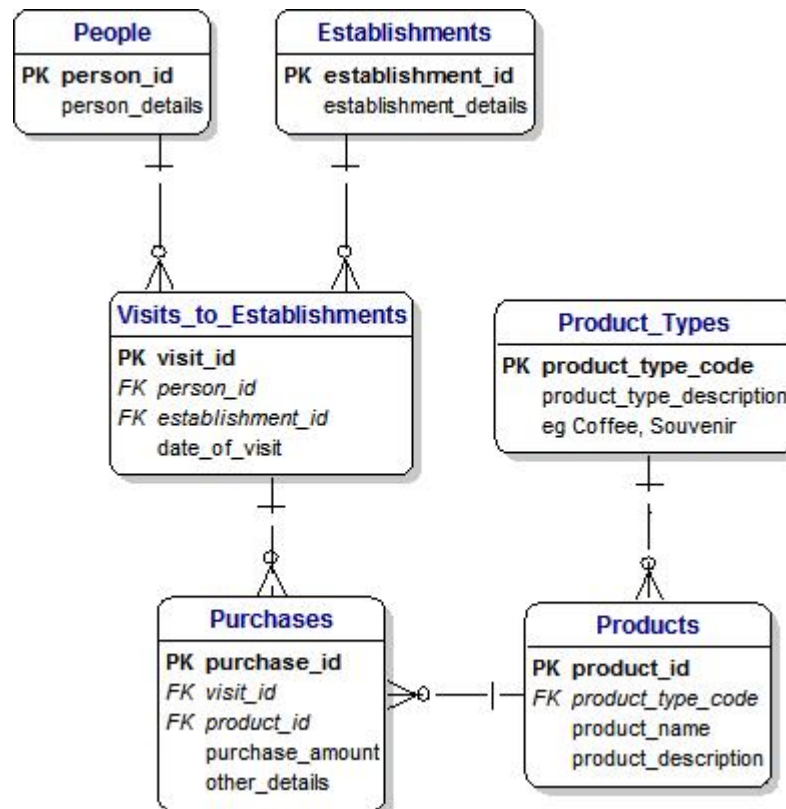 People
PK person_id
person_details
Establishments
PK establishment_id
establishment_details
Visits_to_Establishments
PK visit_id
FK person_id
FK establishment_id
date_of_visit
Product_Types
PK product_type_code
product_type_description
eg Coffee, Souvenir
Purchases
PK purchase_id
FK visit_id
FK product_id
purchase_amount
other_details
Products
PK product_id
FK product_type_code
product_name
product_description